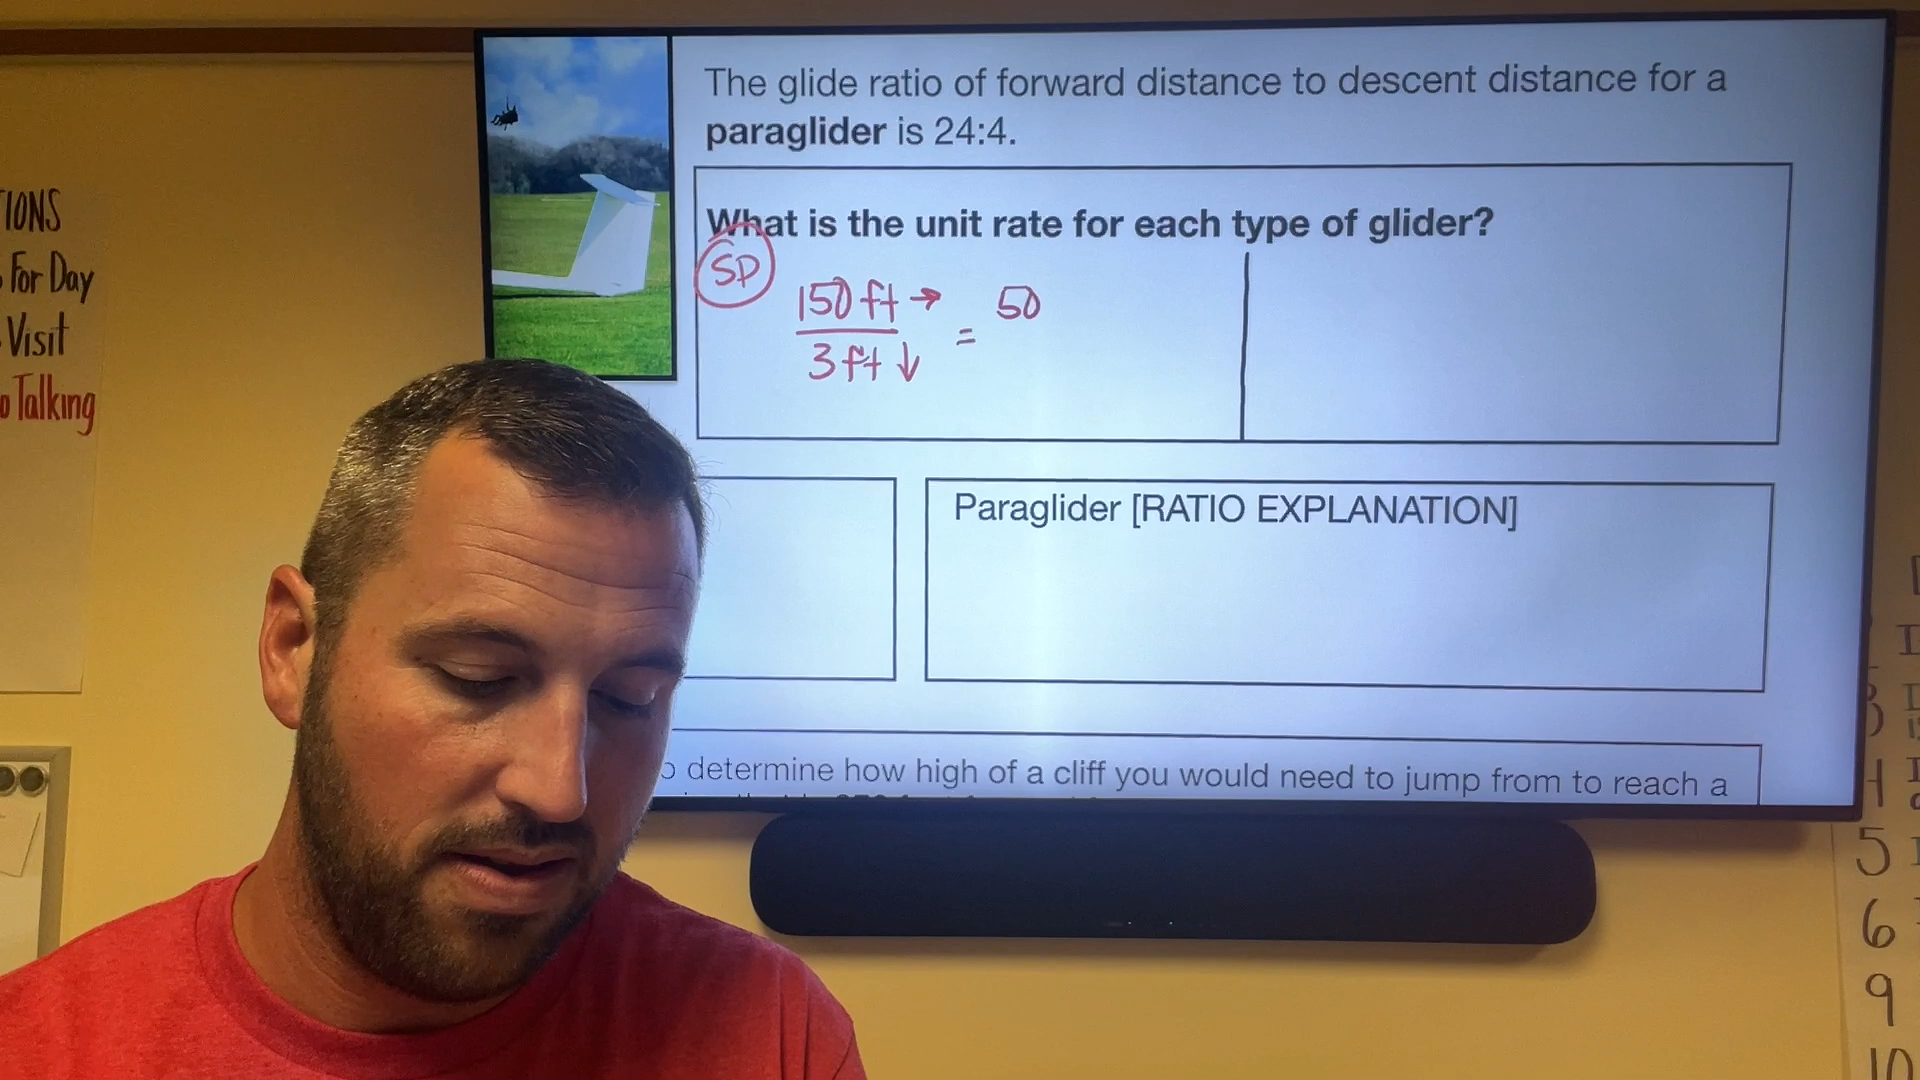 The glide ratio of forward distance to descent distance for a
paraglider is 24:4.
What is the unit rate for each type of glider?
SP
150 ft → = 50
3 ft ↓
Paraglider [RATIO EXPLANATION]
determine how high of a cliff you would need to jump from to reach a
TIONS
For Day
Visit
Talking
5
6
9
10